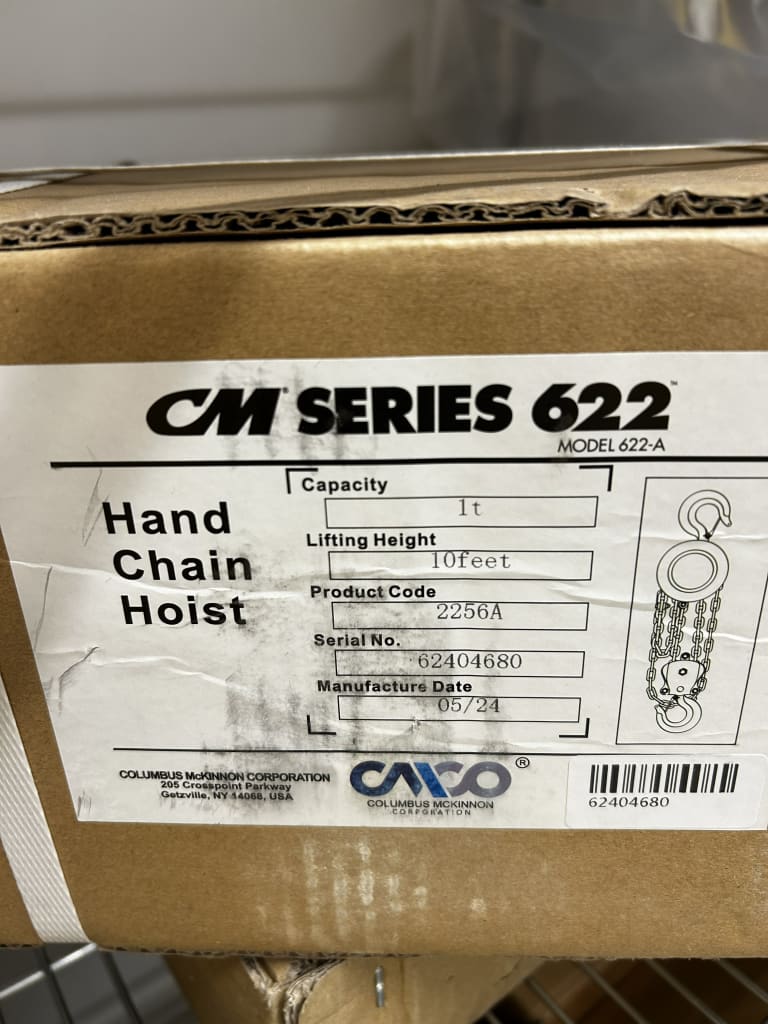 CM® SERIES 622™
MODEL 622-A
Hand
Chain
Hoist
Capacity
1t
Lifting Height
10feet
Product Code
2256A
Serial No.
62404680
Manufacture Date
05/24
COLUMBUS McKINNON CORPORATION
205 Crosspoint Parkway
Getzville, NY 14068, USA
CMCO®
COLUMBUS MCKINNON
CORPORATION
62404680